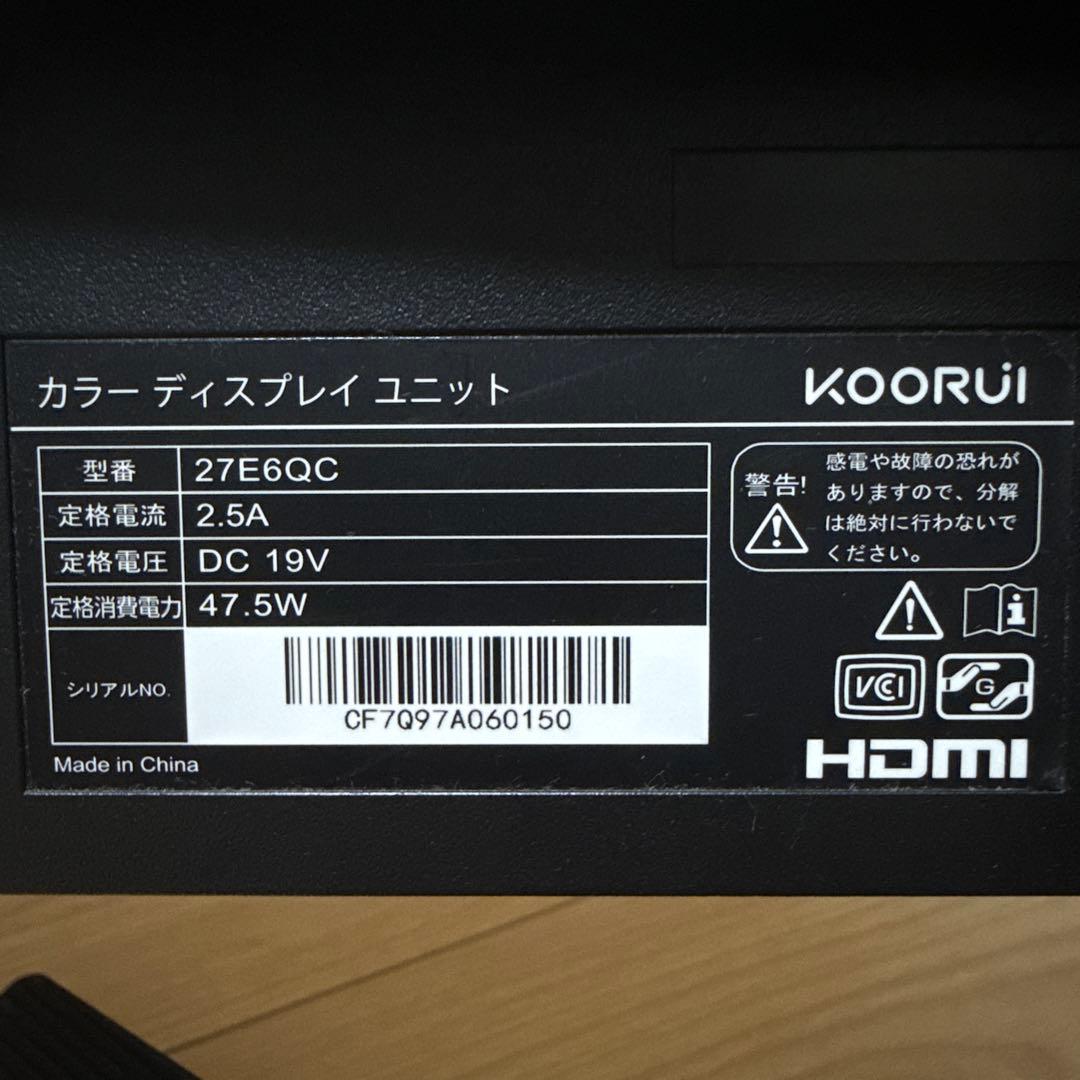 カラー ディスプレイ ユニット
KOORUi
型番 27E6QC
定格電流 2.5A
定格電圧 DC 19V
定格消費電力 47.5W
シリアルNO.
CF7Q97A060150
Made in China
警告!
感電や故障の恐れが
ありますので、分解
は絶対に行わないで
ください。
VCCI
G
HDMI